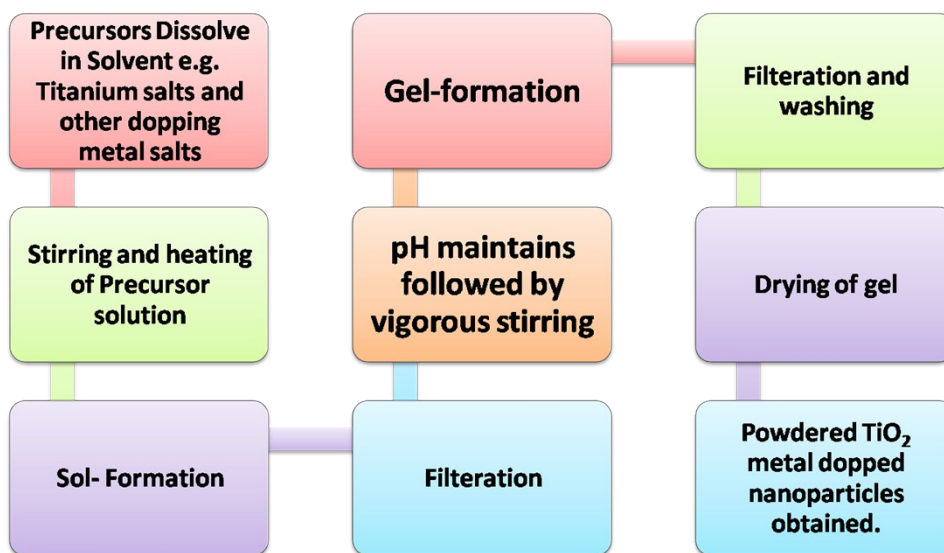 Precursors Dissolve
in Solvent e.g.
Titanium salts and
other dopping
metal salts
Stirring and heating
of Precursor
solution
Sol- Formation
Filteration
pH maintains
followed by
vigorous stirring
Gel-formation
Filteration and
washing
Drying of gel
Powdered TiO₂
metal dopped
nanoparticles
obtained.